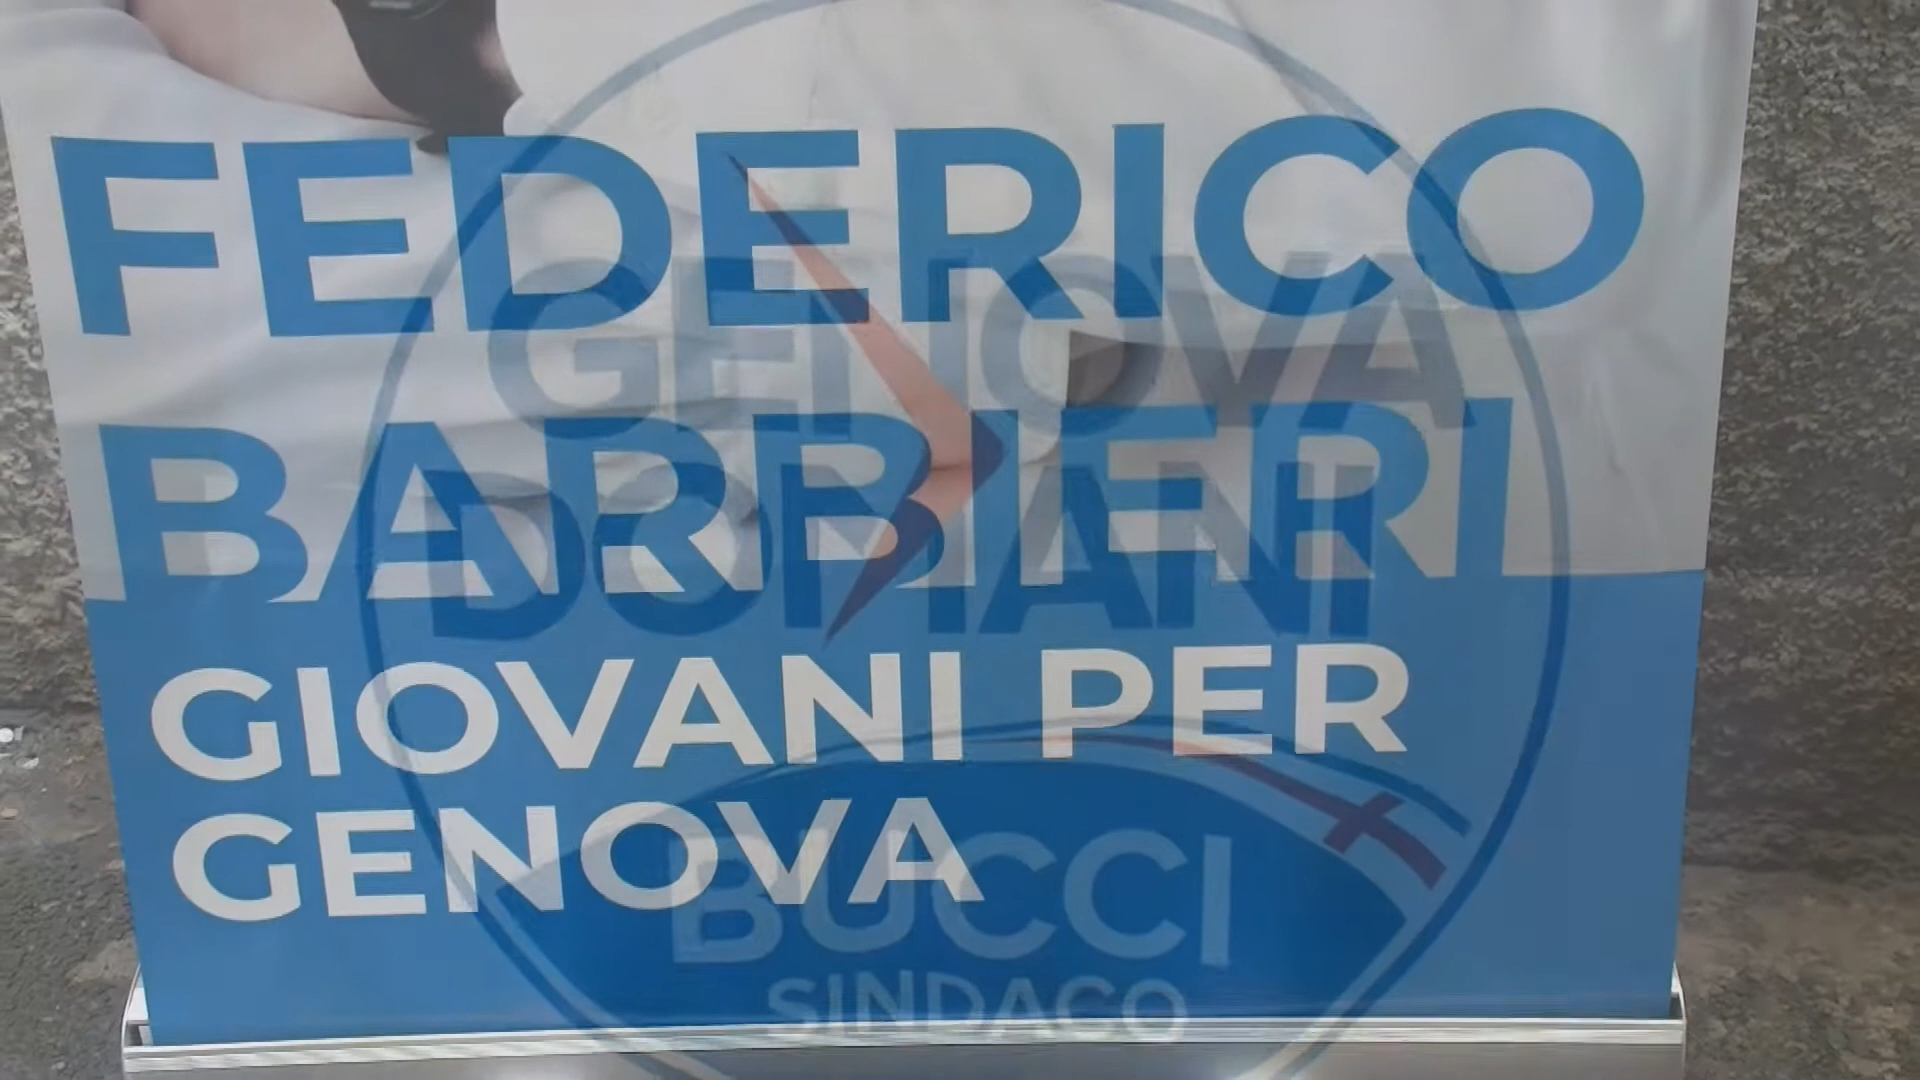 FEDERICO
GENOVA
BARBIERI
DOMANI
GIOVANI PER
GENOVA
BUCCI
SINDACO